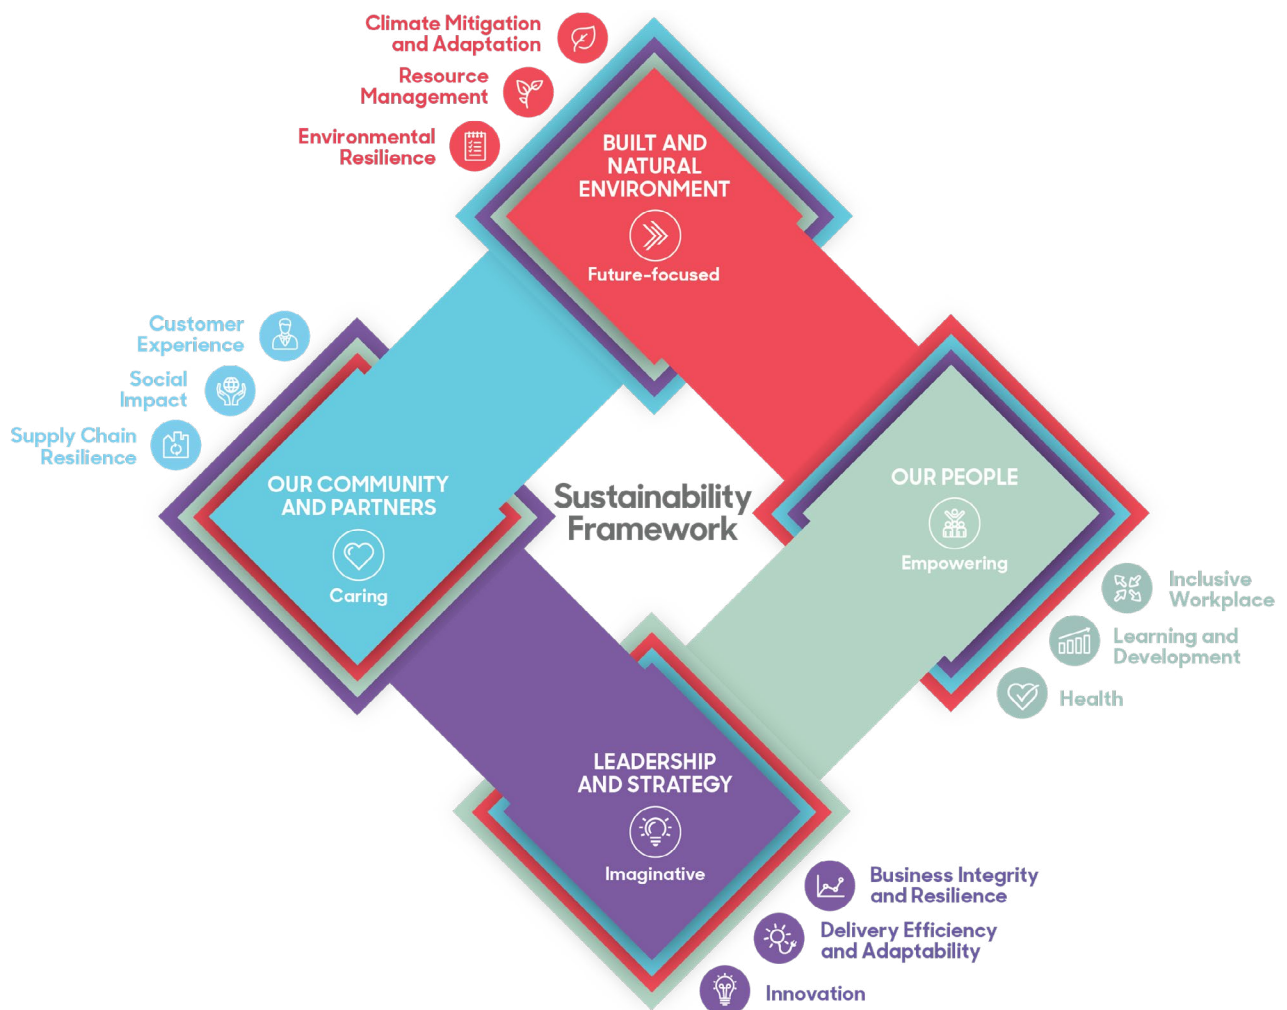 Climate Mitigation
and Adaptation
Resource
Management
Environmental
Resilience
BUILT AND
NATURAL
ENVIRONMENT
Future-focused
Customer
Experience
Social
Impact
Supply Chain
Resilience
OUR COMMUNITY
AND PARTNERS
Caring
Sustainability
Framework
OUR PEOPLE
Empowering
Inclusive
Workplace
Learning and
Development
Health
LEADERSHIP
AND STRATEGY
Imaginative
Business Integrity
and Resilience
Delivery Efficiency
and Adaptability
Innovation